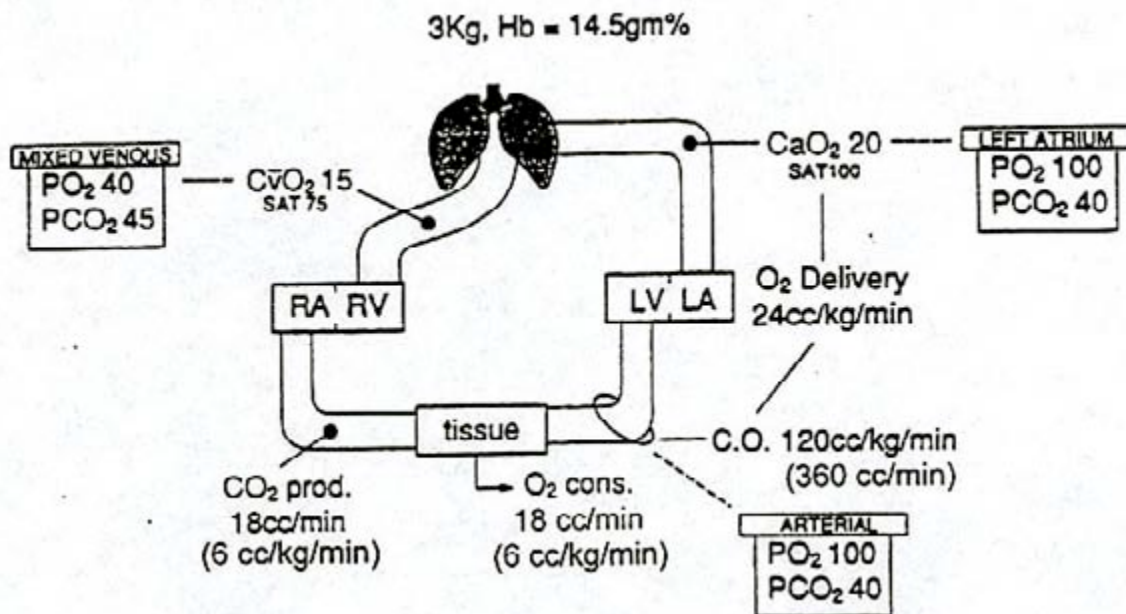 3Kg, Hb = 14.5gm%
MIXED VENOUS
PO₂ 40
PCO₂ 45
Cv̄O₂ 15
SAT 75
CaO₂ 20
SAT100
LEFT ATRIUM
PO₂ 100
PCO₂ 40
O₂ Delivery
24cc/kg/min
RA RV
LV LA
tissue
C.O. 120cc/kg/min
(360 cc/min)
CO₂ prod.
18cc/min
(6 cc/kg/min)
O₂ cons.
18 cc/min
(6 cc/kg/min)
ARTERIAL
PO₂ 100
PCO₂ 40